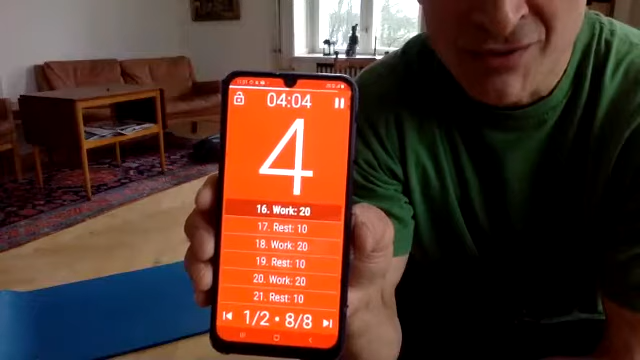 04:04
4
16. Work: 20
17. Rest: 10
18. Work: 20
19. Rest: 10
20. Work: 20
21. Rest: 10
1/2 • 8/8